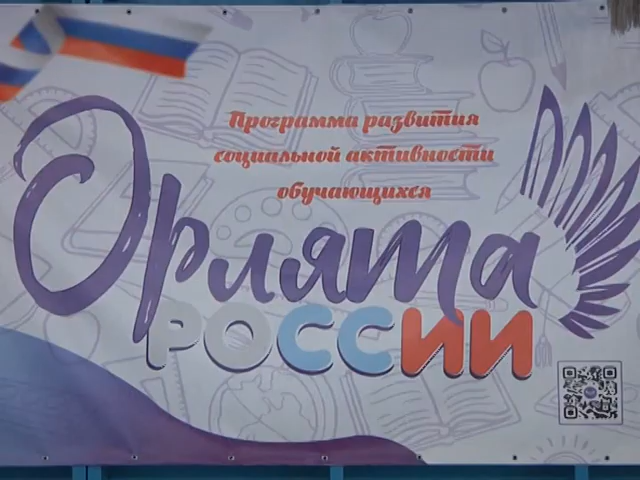 Программа развития
социальной активности
обучающихся
Орлята
РОССИИ